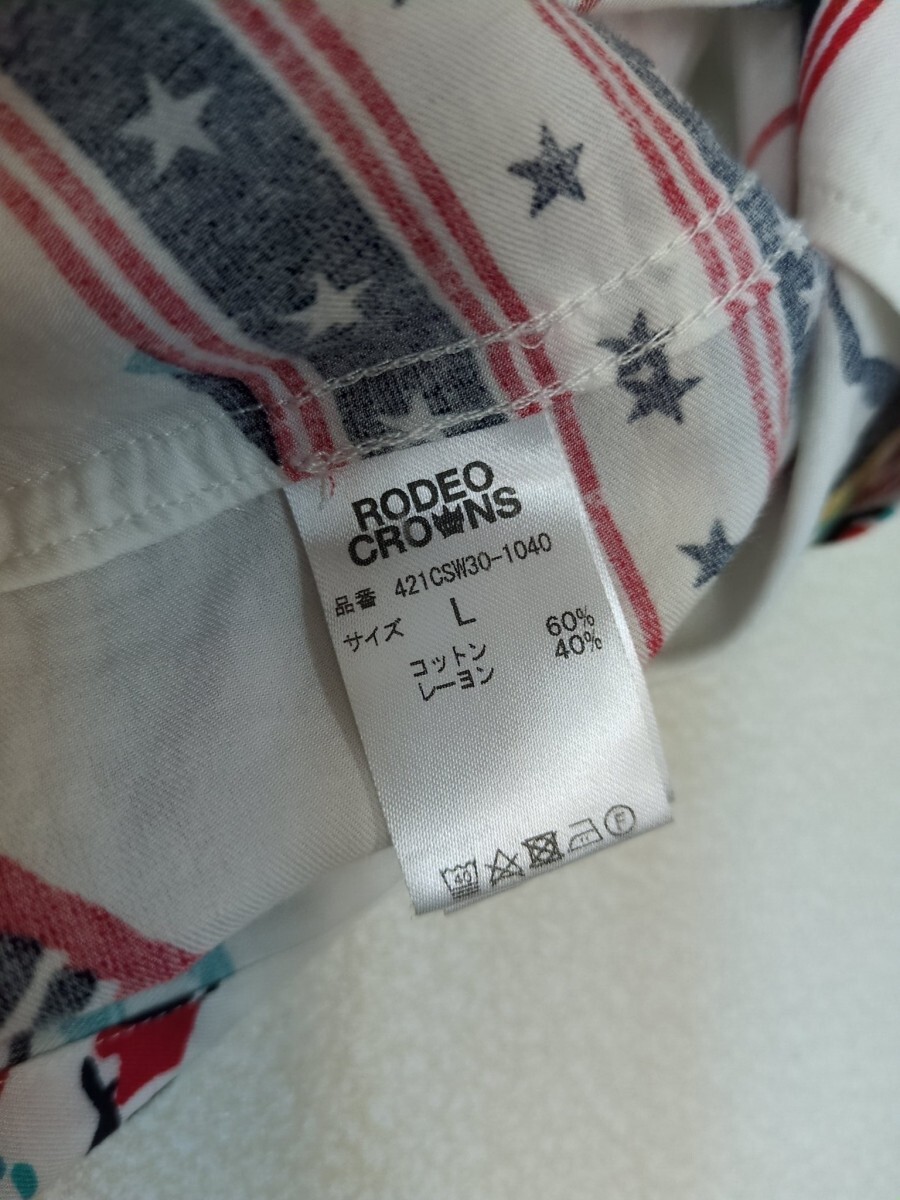 RODEO
CROWNS
品番 421CSW30-1040
サイズ L
コットン 60%
レーヨン 40%
40
F